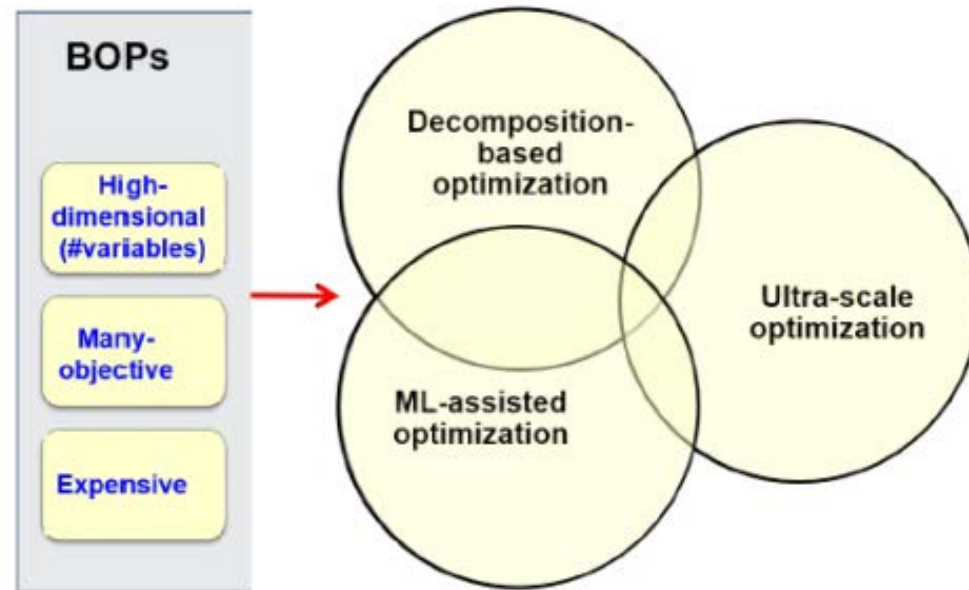 BOPs
High-
dimensional
(#variables)
Many-
objective
Expensive
Decomposition-
based
optimization
Ultra-scale
optimization
ML-assisted
optimization